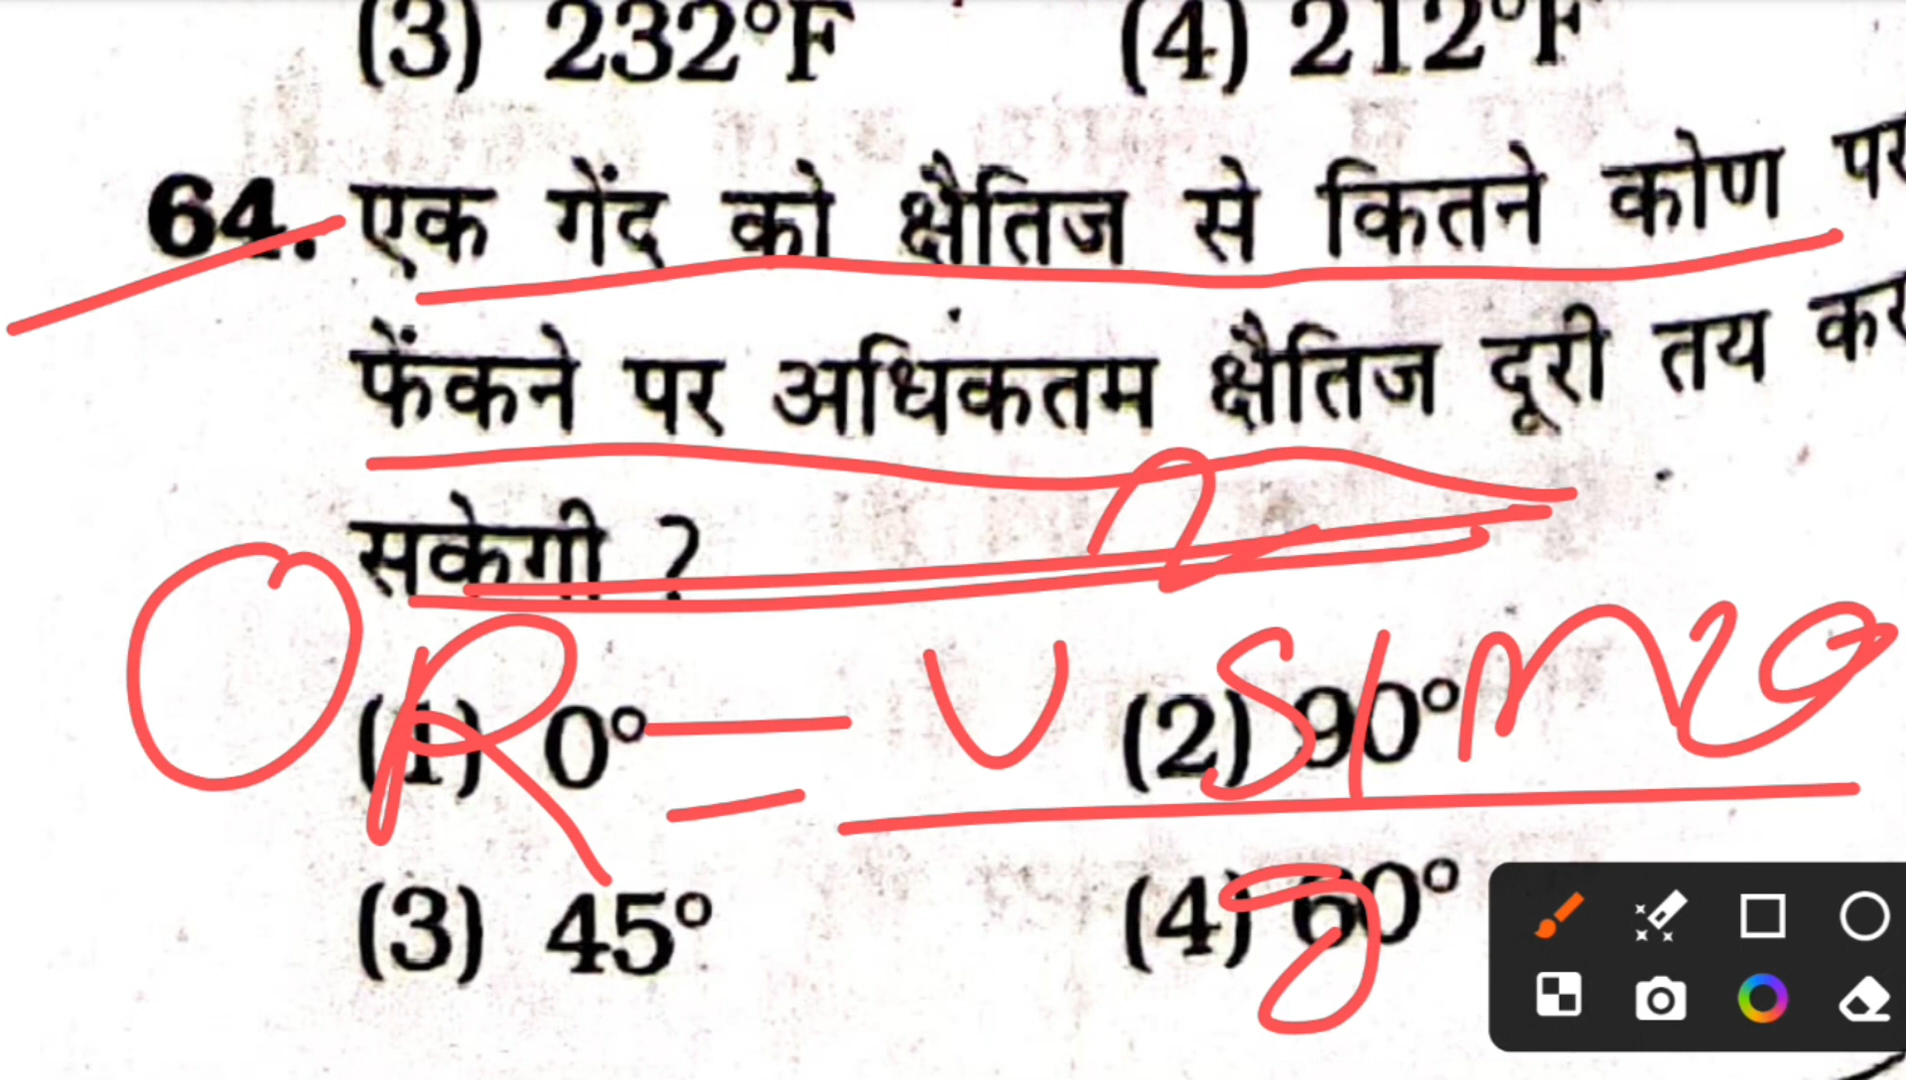 (3) 232°F (4) 212°F
64. एक गेंद को क्षैतिज से कितने कोण पर
फेंकने पर अधिकतम क्षैतिज दूरी तय कर
सकेगी ?
2
R = U sin2θ
(1) 0° (2) 90°
(3) 45° (4) 60°
g